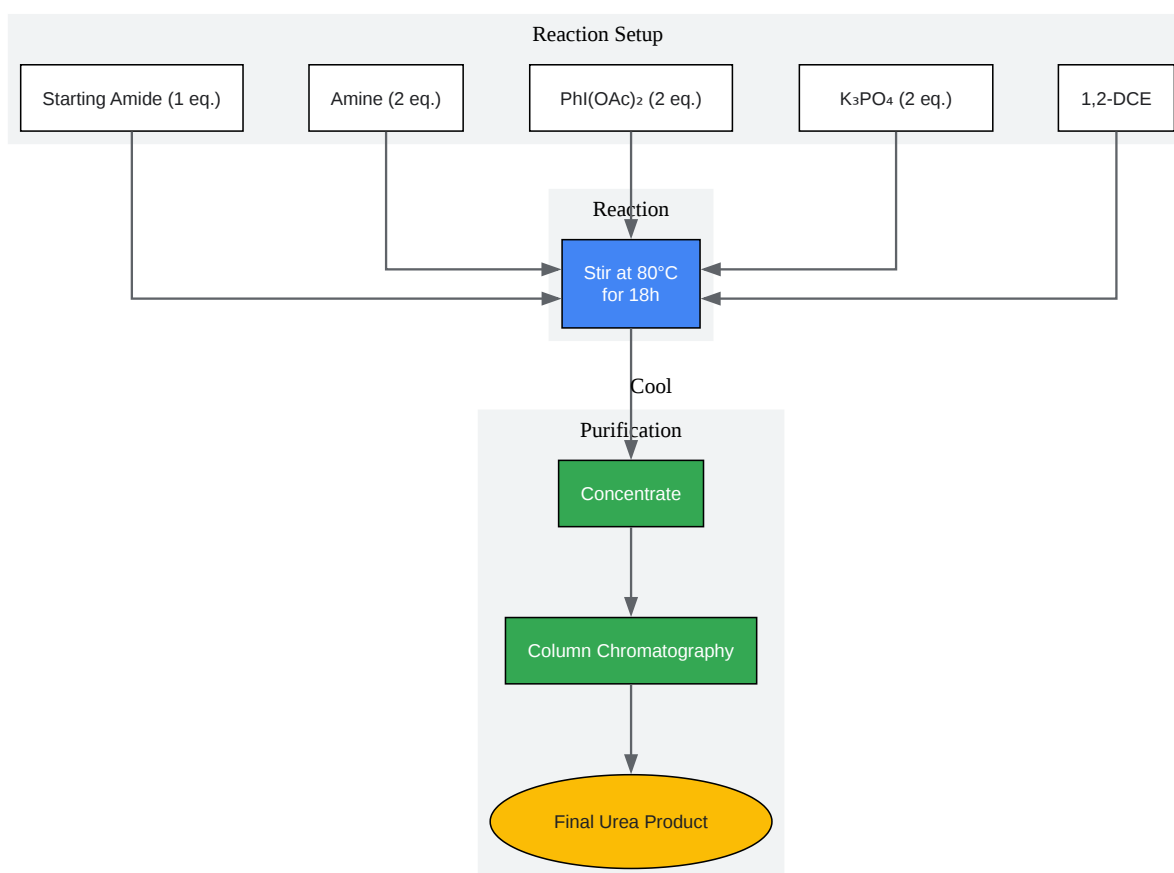 Reaction Setup
Starting Amide (1 eq.)
Amine (2 eq.)
PhI(OAc)₂ (2 eq.)
K₃PO₄ (2 eq.)
1,2-DCE
Reaction
Stir at 80°C
for 18h
Cool
Purification
Concentrate
Column Chromatography
Final Urea Product